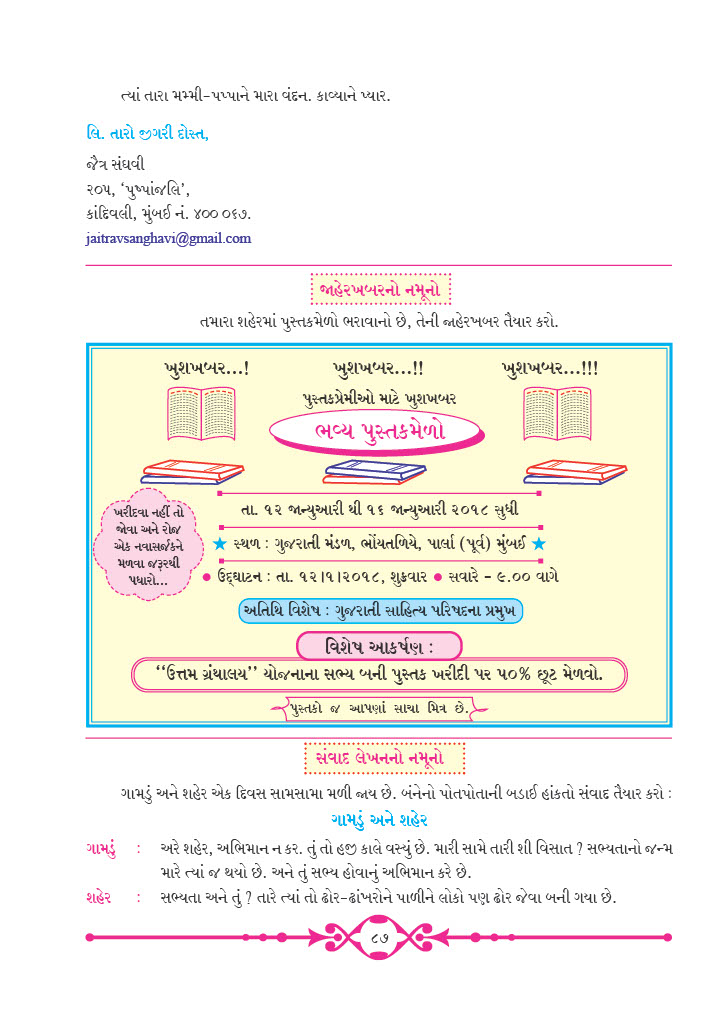 ત્યાં તારા મમ્મી-પપ્પાને મારા વંદન. કાવ્યાને પ્યાર.
લિ. તારો જીગરી દોસ્ત,
જૈત્ર સંઘવી
૨૦૫, ‘પુષ્પાંજલિ’,
કાંદિવલી, મુંબઈ નં. ૪૦૦ ૦૬૭.
jaitravsanghavi@gmail.com
જાહેરખબરનો નમૂનો
તમારા શહેરમાં પુસ્તકમેળો ભરાવાનો છે, તેની જાહેરખબર તૈયાર કરો.
ખુશખબર...! ખુશખબર...!! ખુશખબર...!!!
પુસ્તકપ્રેમીઓ માટે ખુશખબર
ભવ્ય પુસ્તકમેળો
ખરીદવા નહીં તો
જોવા અને રોજ
એક નવાસર્જકને
મળવા જરૂરથી
પધારો...
તા. ૧૨ જાન્યુઆરી થી ૧૬ જાન્યુઆરી ૨૦૧૮ સુધી
★ સ્થળ : ગુજરાતી મંડળ, ભોંયતળિયે, પાર્લા (પૂર્વ) મુંબઈ ★
● ઉદ્ઘાટન : તા. ૧૨।૧।૨૦૧૮, શુક્રવાર ● સવારે - ૯.૦૦ વાગે
અતિથિ વિશેષ : ગુજરાતી સાહિત્ય પરિષદના પ્રમુખ
વિશેષ આકર્ષણ :
‘‘ઉત્તમ ગ્રંથાલય’’ યોજનાના સભ્ય બની પુસ્તક ખરીદી પર ૫૦% છૂટ મેળવો.
પુસ્તકો જ આપણાં સાચા મિત્ર છે.
સંવાદ લેખનનો નમૂનો
ગામડું અને શહેર એક દિવસ સામસામા મળી જાય છે. બંનેનો પોતપોતાની બડાઈ હાંકતો સંવાદ તૈયાર કરો :
ગામડું અને શહેર
ગામડું : અરે શહેર, અભિમાન ન કર. તું તો હજી કાલે વસ્યું છે. મારી સામે તારી શી વિસાત ? સભ્યતાનો જન્મ
મારે ત્યાં જ થયો છે. અને તું સભ્ય હોવાનું અભિમાન કરે છે.
શહેર : સભ્યતા અને તું ? તારે ત્યાં તો ઢોર-ઢાંખરોને પાળીને લોકો પણ ઢોર જેવા બની ગયા છે.
૮૭